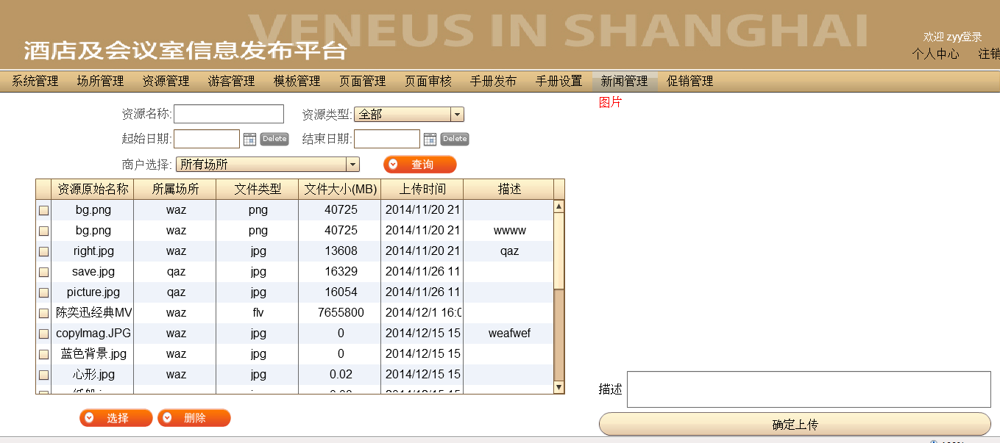 VENEUS IN SHANGHAI
酒店及会议室信息发布平台
欢迎 zyy登录
个人中心 注销
系统管理 场所管理 资源管理 游客管理 模板管理 页面管理 页面审核 手册发布 手册设置 新闻管理 促销管理
图片
资源名称: 资源类型: 全部
起始日期: Delete 结束日期: Delete
商户选择: 所有场所 查询
资源原始名称 所属场所 文件类型 文件大小(MB) 上传时间 描述
bg.png waz png 40725 2014/11/20 21
bg.png waz png 40725 2014/11/20 21 wwww
right.jpg waz jpg 13608 2014/11/20 21 qaz
save.jpg qaz jpg 16329 2014/11/26 11
picture.jpg qaz jpg 16054 2014/11/26 11
陈奕迅经典MV waz flv 7655800 2014/12/1 16:0
copyImag.JPG waz jpg 0 2014/12/15 15 weafwef
蓝色背景.jpg waz jpg 0 2014/12/15 15
心形.jpg waz jpg 0.02 2014/12/15 15
描述
选择 删除 确定上传